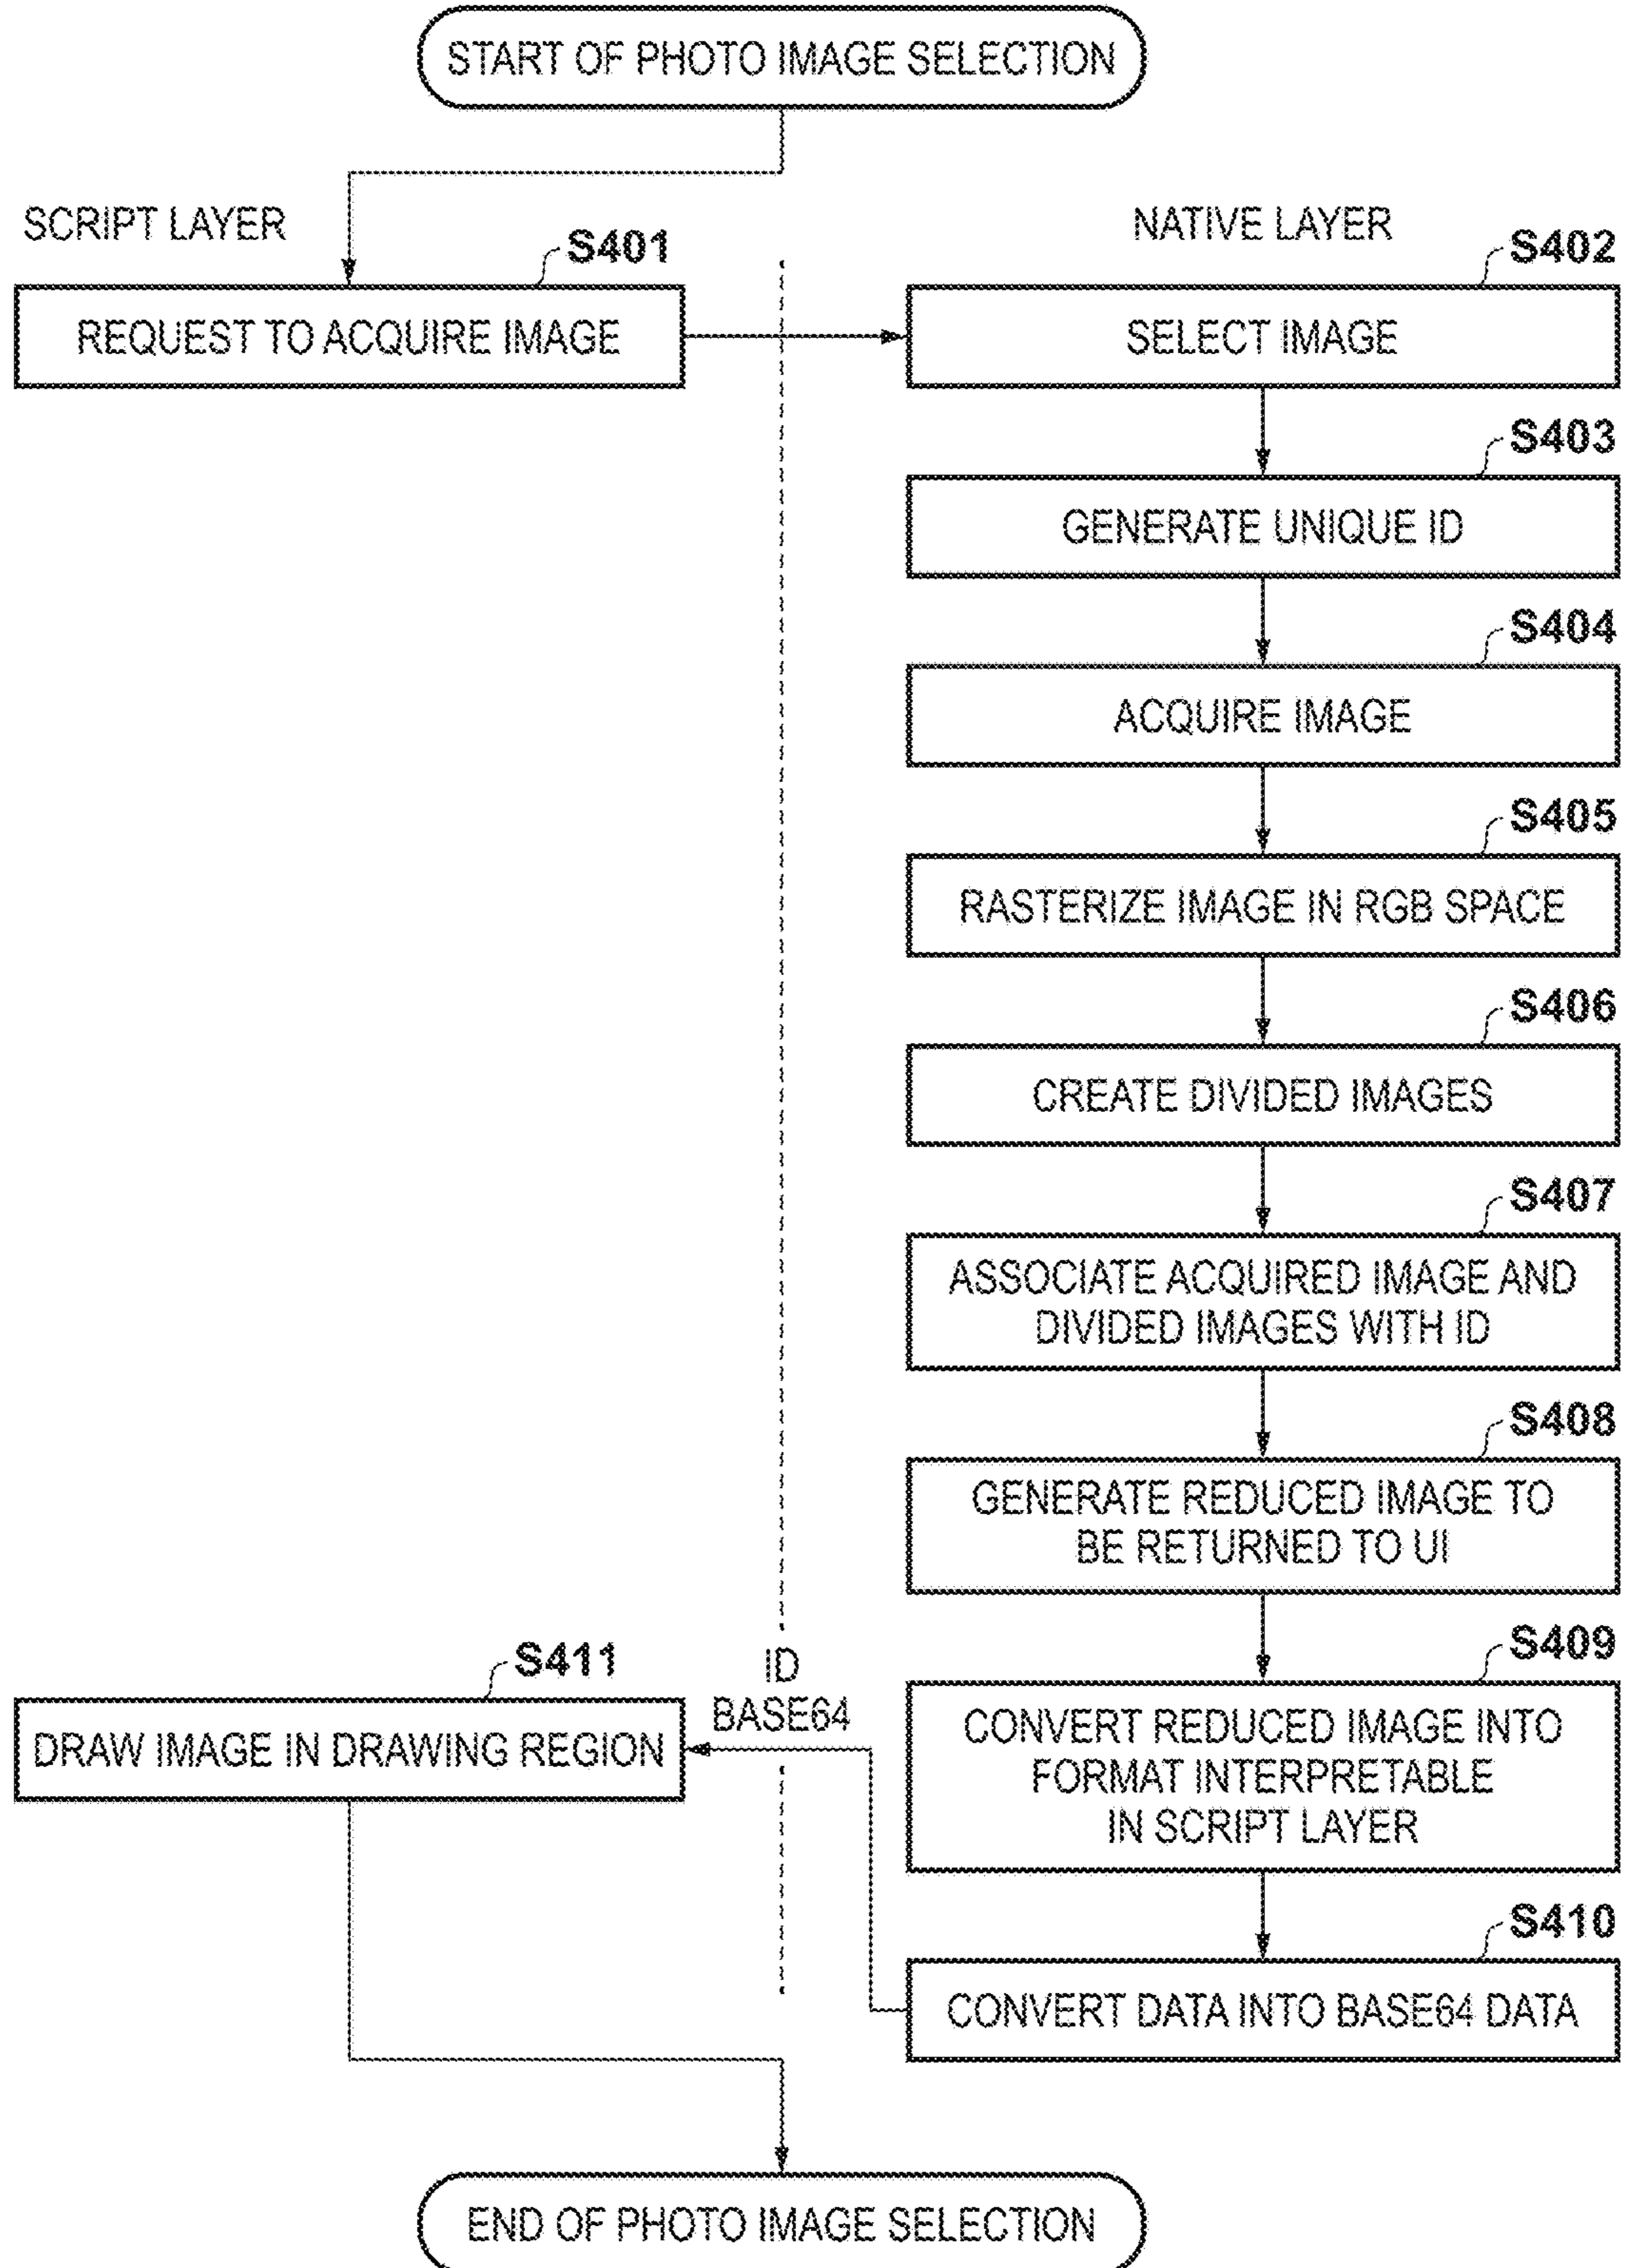 START OF PHOTO IMAGE SELECTION
SCRIPT LAYER
NATIVE LAYER
S401
REQUEST TO ACQUIRE IMAGE
S402
SELECT IMAGE
S403
GENERATE UNIQUE ID
S404
ACQUIRE IMAGE
S405
RASTERIZE IMAGE IN RGB SPACE
S406
CREATE DIVIDED IMAGES
S407
ASSOCIATE ACQUIRED IMAGE AND
DIVIDED IMAGES WITH ID
S408
GENERATE REDUCED IMAGE TO
BE RETURNED TO UI
S409
CONVERT REDUCED IMAGE INTO
FORMAT INTERPRETABLE
IN SCRIPT LAYER
S410
CONVERT DATA INTO BASE64 DATA
ID
BASE64
S411
DRAW IMAGE IN DRAWING REGION
END OF PHOTO IMAGE SELECTION